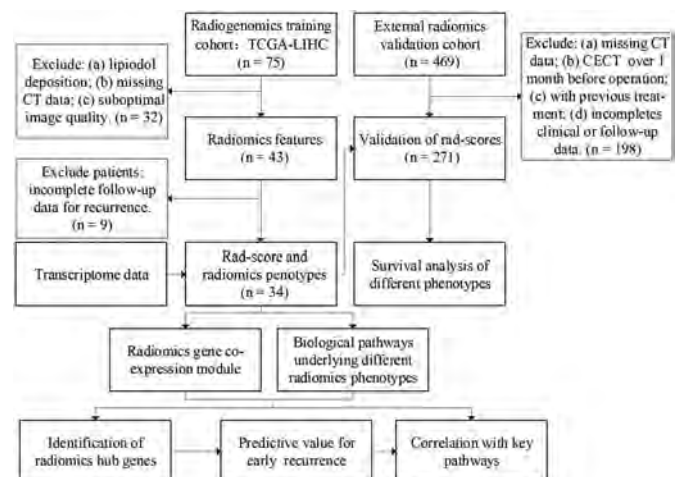 Radiogenomics training
cohort: TCGA-LIHC
(n = 75)
External radiomics
validation cohort
(n = 469)
Exclude: (a) lipiodol
deposition; (b) missing
CT data; (c) suboptimal
image quality. (n = 32)
Exclude: (a) missing CT
data; (b) CECT over 1
month before operation;
(c) with previous treat-
ment; (d) incompletes
clinical or follow-up
data. (n = 198)
Radiomics features
(n = 43)
Validation of rad-scores
(n = 271)
Exclude patients:
incomplete follow-up
data for recurrence.
(n = 9)
Transcriptome data
Rad-score and
radiomics penotypes
(n = 34)
Survival analysis of
different phenotypes
Radiomics gene co-
expression module
Biological pathways
underlying different
radiomics phenotypes
Identification of
radiomics hub genes
Predictive value for
early recurrence
Correlation with key
pathways